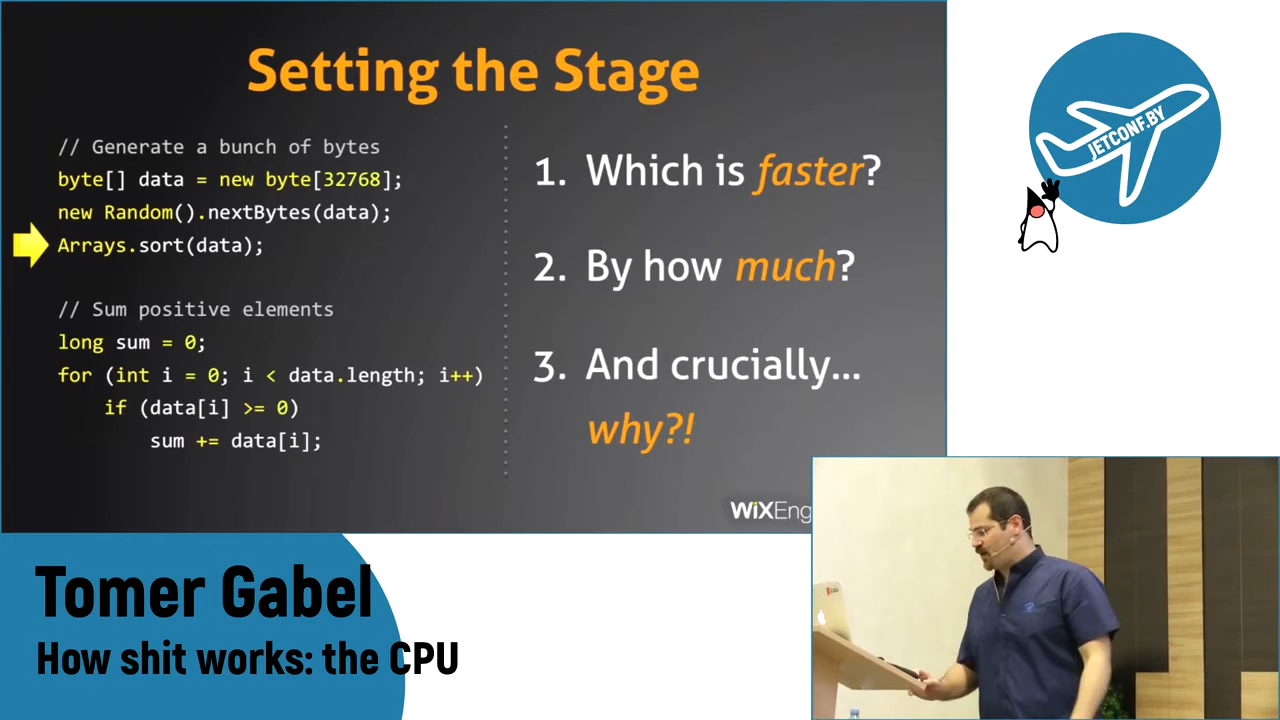 Setting the Stage
// Generate a bunch of bytes
byte[] data = new byte[32768];
new Random().nextBytes(data);
Arrays.sort(data);
// Sum positive elements
long sum = 0;
for (int i = 0; i < data.length; i++)
if (data[i] >= 0)
sum += data[i];
1. Which is faster?
2. By how much?
3. And crucially...
why?!
WiXEng
JETCONF.BY
Tomer Gabel
How shit works: the CPU